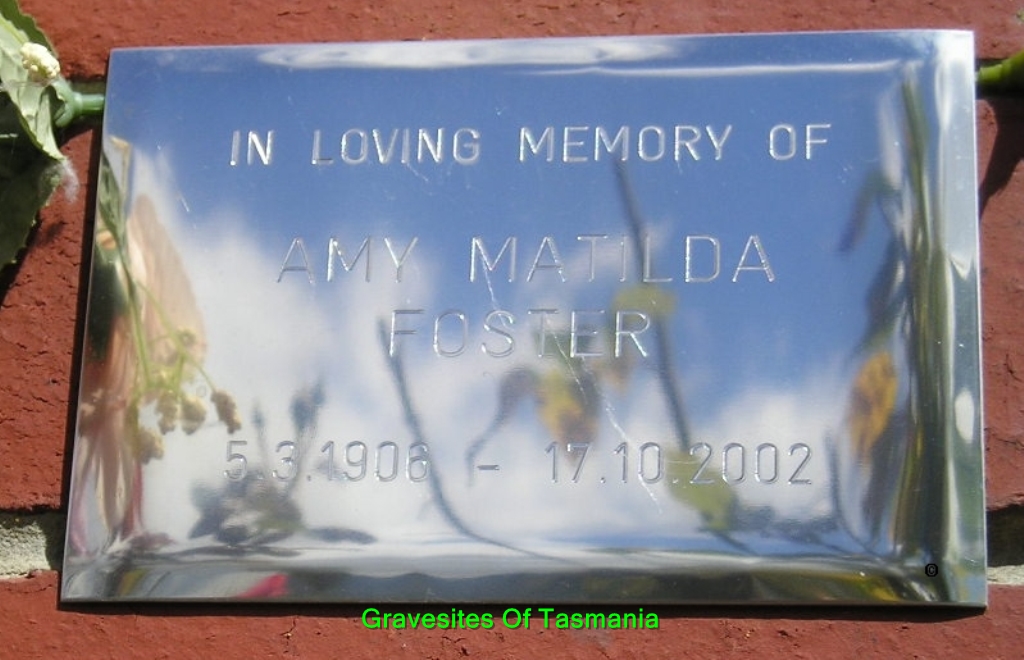 IN LOVING MEMORY OF
AMY MATILDA
FOSTER
5.3.1906 - 17.10.2002
©
Gravesites Of Tasmania